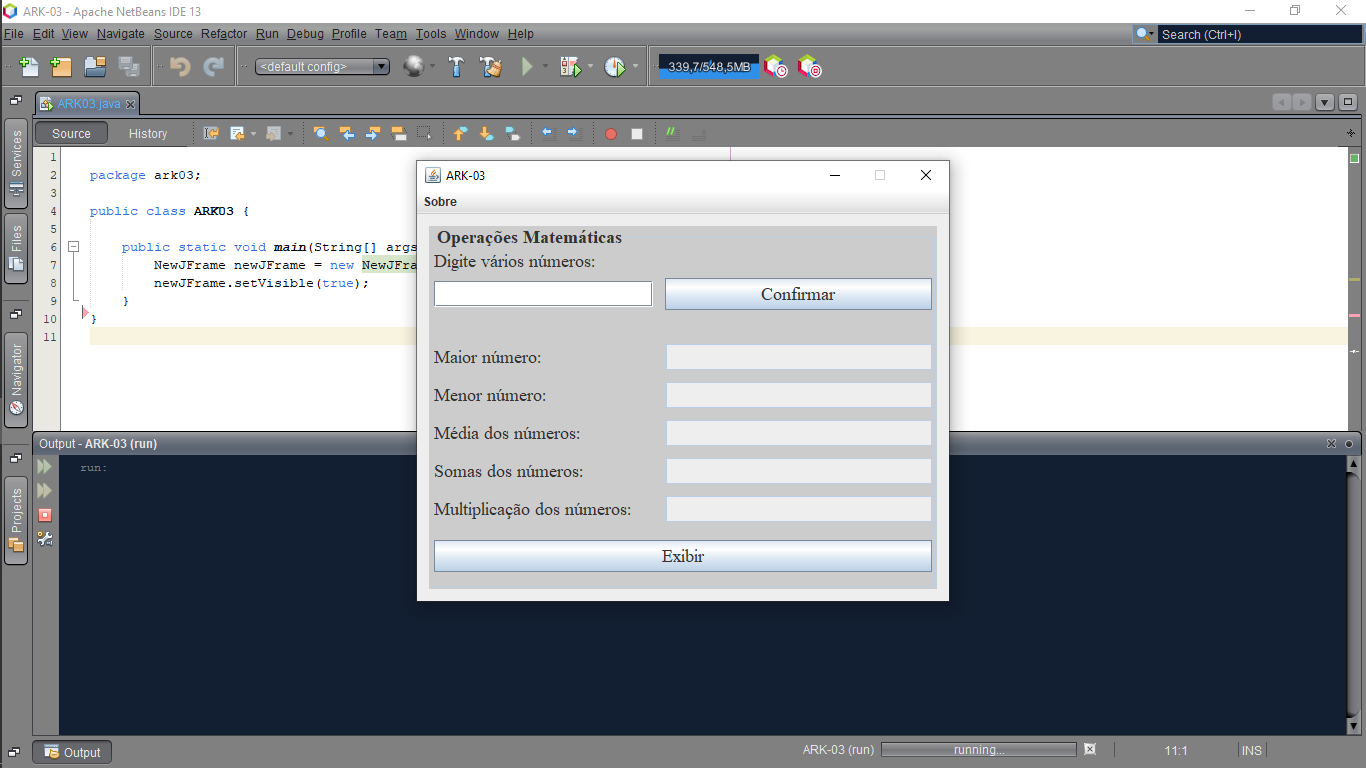 ARK-03 - Apache NetBeans IDE 13
File Edit View Navigate Source Refactor Run Debug Profile Team Tools Window Help
Search (Ctrl+I)
<default config>
339,7/548,5MB
ARK03.java
Source History
Services
Files
Navigator
Projects
1
2 package ark03;
3
4 public class ARK03 {
5
6 public static void main(String[] args
7 NewJFrame newJFrame = new NewJFra
8 newJFrame.setVisible(true);
9 }
10 }
11
ARK-03
Sobre
Operações Matemáticas
Digite vários números:
Confirmar
Maior número:
Menor número:
Média dos números:
Somas dos números:
Multiplicação dos números:
Exibir
Output - ARK-03 (run)
run:
Output
ARK-03 (run) running... 11:1 INS